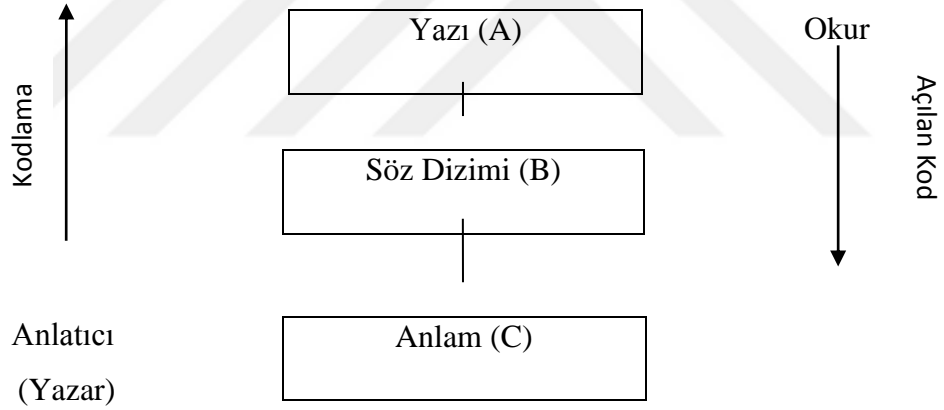 Yazı (A)
Okur
Kodlama
Açılan Kod
Söz Dizimi (B)
Anlatıcı
(Yazar)
Anlam (C)